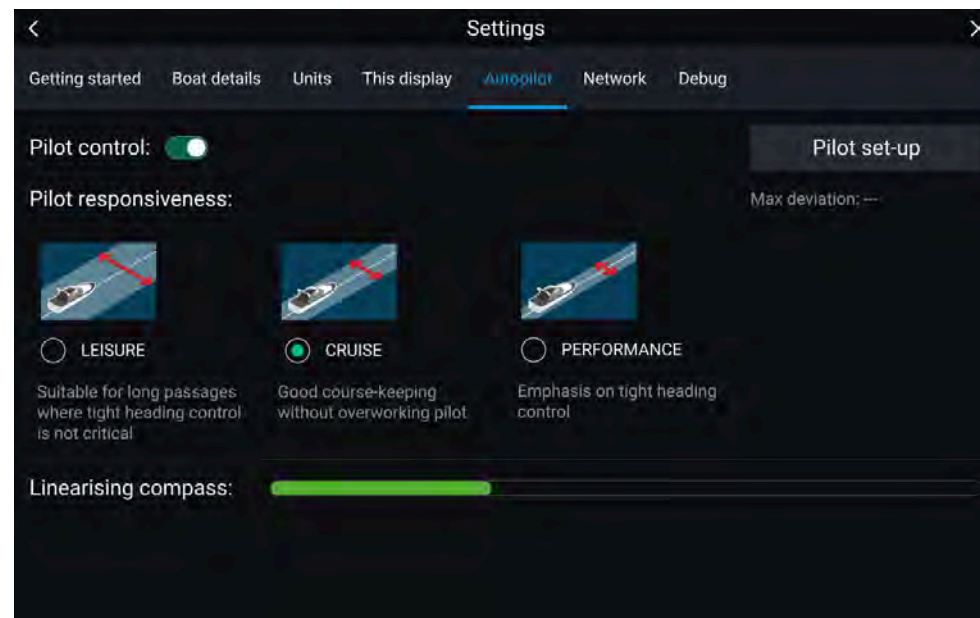 Settings
Getting started Boat details Units This display Autopilot Network Debug
Pilot control:
Pilot set-up
Pilot responsiveness:
Max deviation: ---
LEISURE
Suitable for long passages
where tight heading control
is not critical
CRUISE
Good course-keeping
without overworking pilot
PERFORMANCE
Emphasis on tight heading
control
Linearising compass: